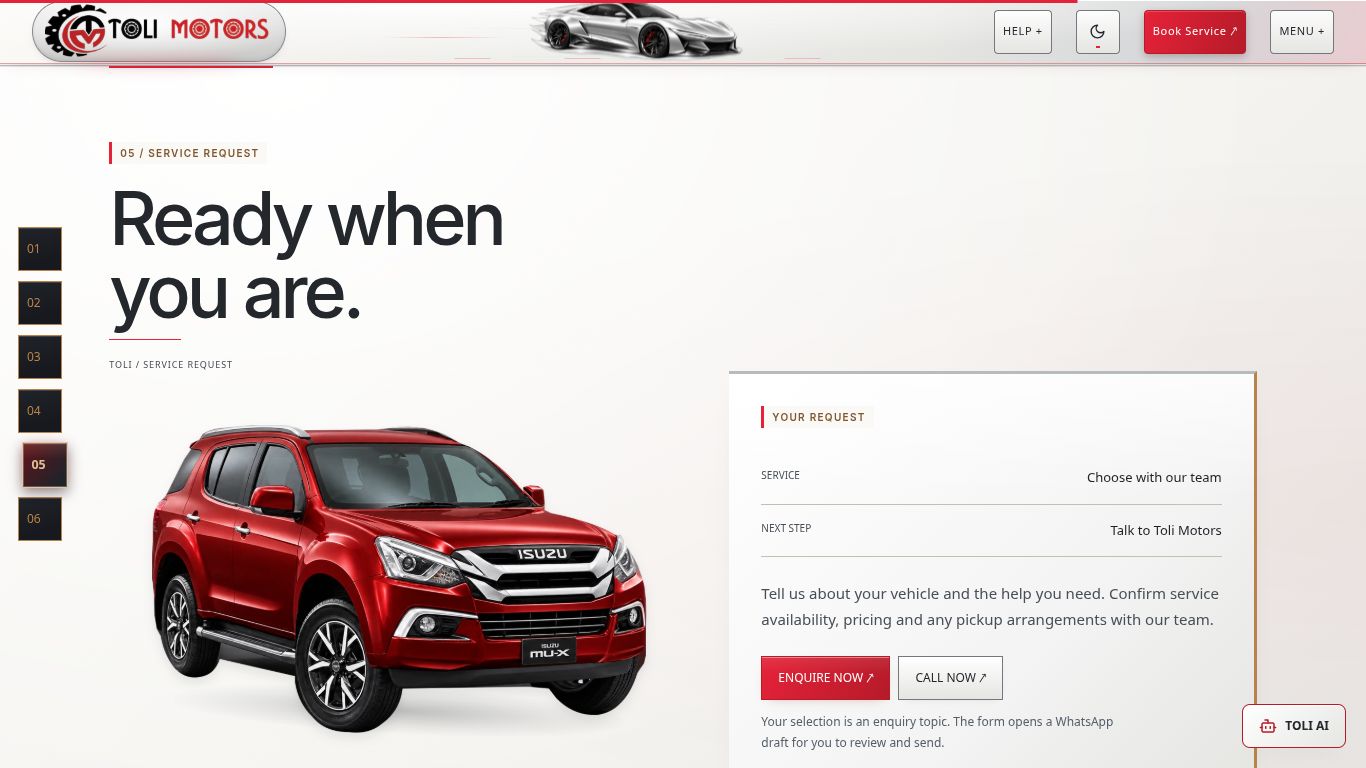 TOLI MOTORS
HELP +
Book Service ↗
MENU +
05 / SERVICE REQUEST
Ready when
you are.
TOLI / SERVICE REQUEST
01
02
03
04
05
06
ISUZU
ISUZU
MU-X
YOUR REQUEST
SERVICE Choose with our team
NEXT STEP Talk to Toli Motors
Tell us about your vehicle and the help you need. Confirm service
availability, pricing and any pickup arrangements with our team.
ENQUIRE NOW ↗ CALL NOW ↗
Your selection is an enquiry topic. The form opens a WhatsApp
draft for you to review and send.
TOLI AI